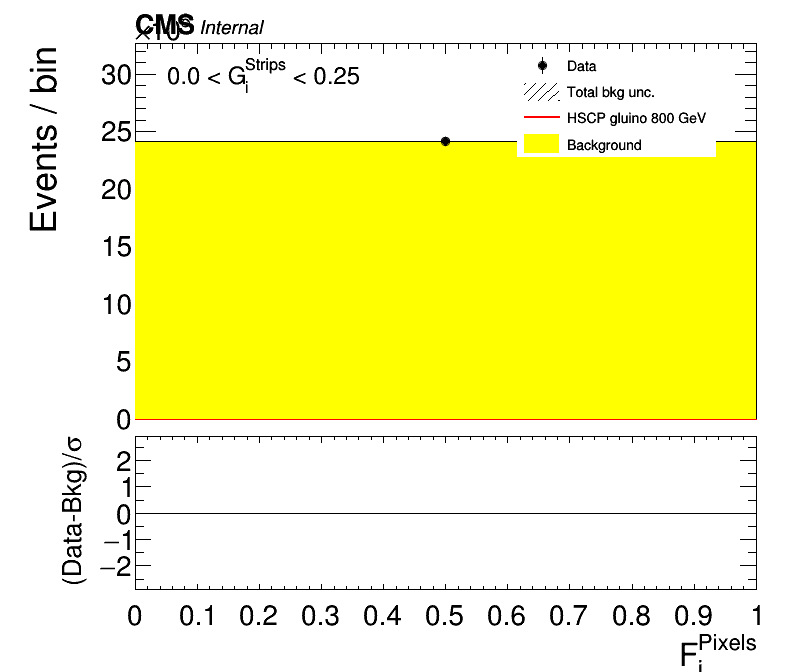 CMS Internal
Events / bin
30
25
20
15
10
5
0
0.0 < G_i^Strips < 0.25
Data
Total bkg unc.
HSCP gluino 800 GeV
Background
(Data-Bkg)/σ
2
1
0
−1
−2
0 0.1 0.2 0.3 0.4 0.5 0.6 0.7 0.8 0.9 1
F_i^Pixels